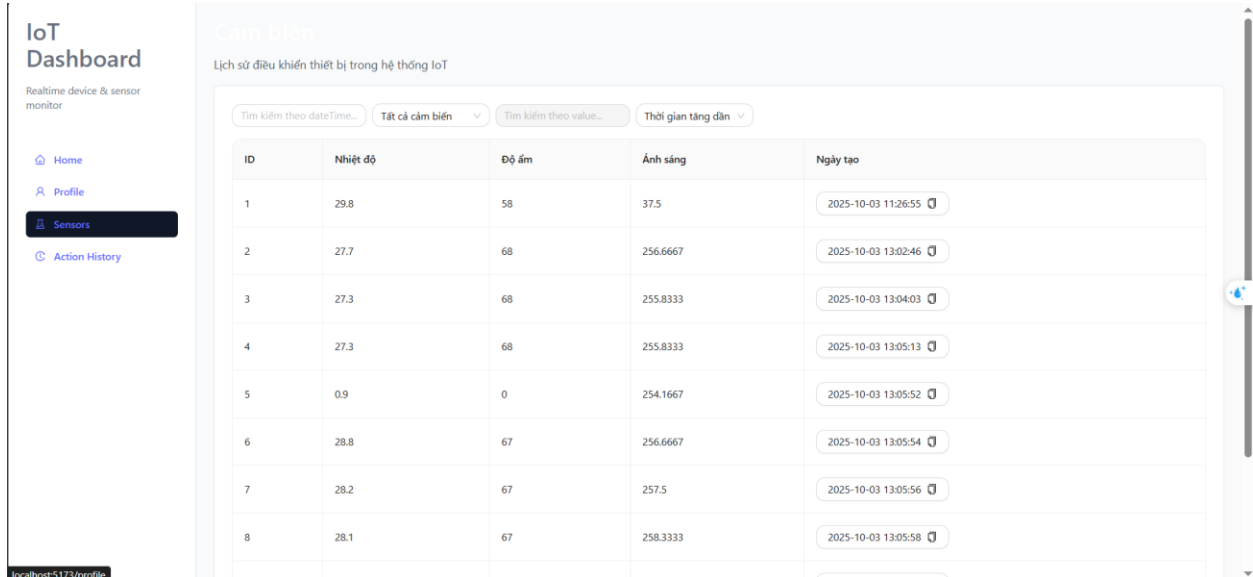 IoT
Dashboard
Realtime device & sensor
monitor
Home
Profile
Sensors
Action History
Cảm biến
Lịch sử điều khiển thiết bị trong hệ thống IoT
Tìm kiếm theo dateTime... Tất cả cảm biến Tìm kiếm theo value... Thời gian tăng dần
ID Nhiệt độ Độ ẩm Ánh sáng Ngày tạo
1 29.8 58 37.5 2025-10-03 11:26:55
2 27.7 68 256.6667 2025-10-03 13:02:46
3 27.3 68 255.8333 2025-10-03 13:04:03
4 27.3 68 255.8333 2025-10-03 13:05:13
5 0.9 0 254.1667 2025-10-03 13:05:52
6 28.8 67 256.6667 2025-10-03 13:05:54
7 28.2 67 257.5 2025-10-03 13:05:56
8 28.1 67 258.3333 2025-10-03 13:05:58
localhost:5173/profile